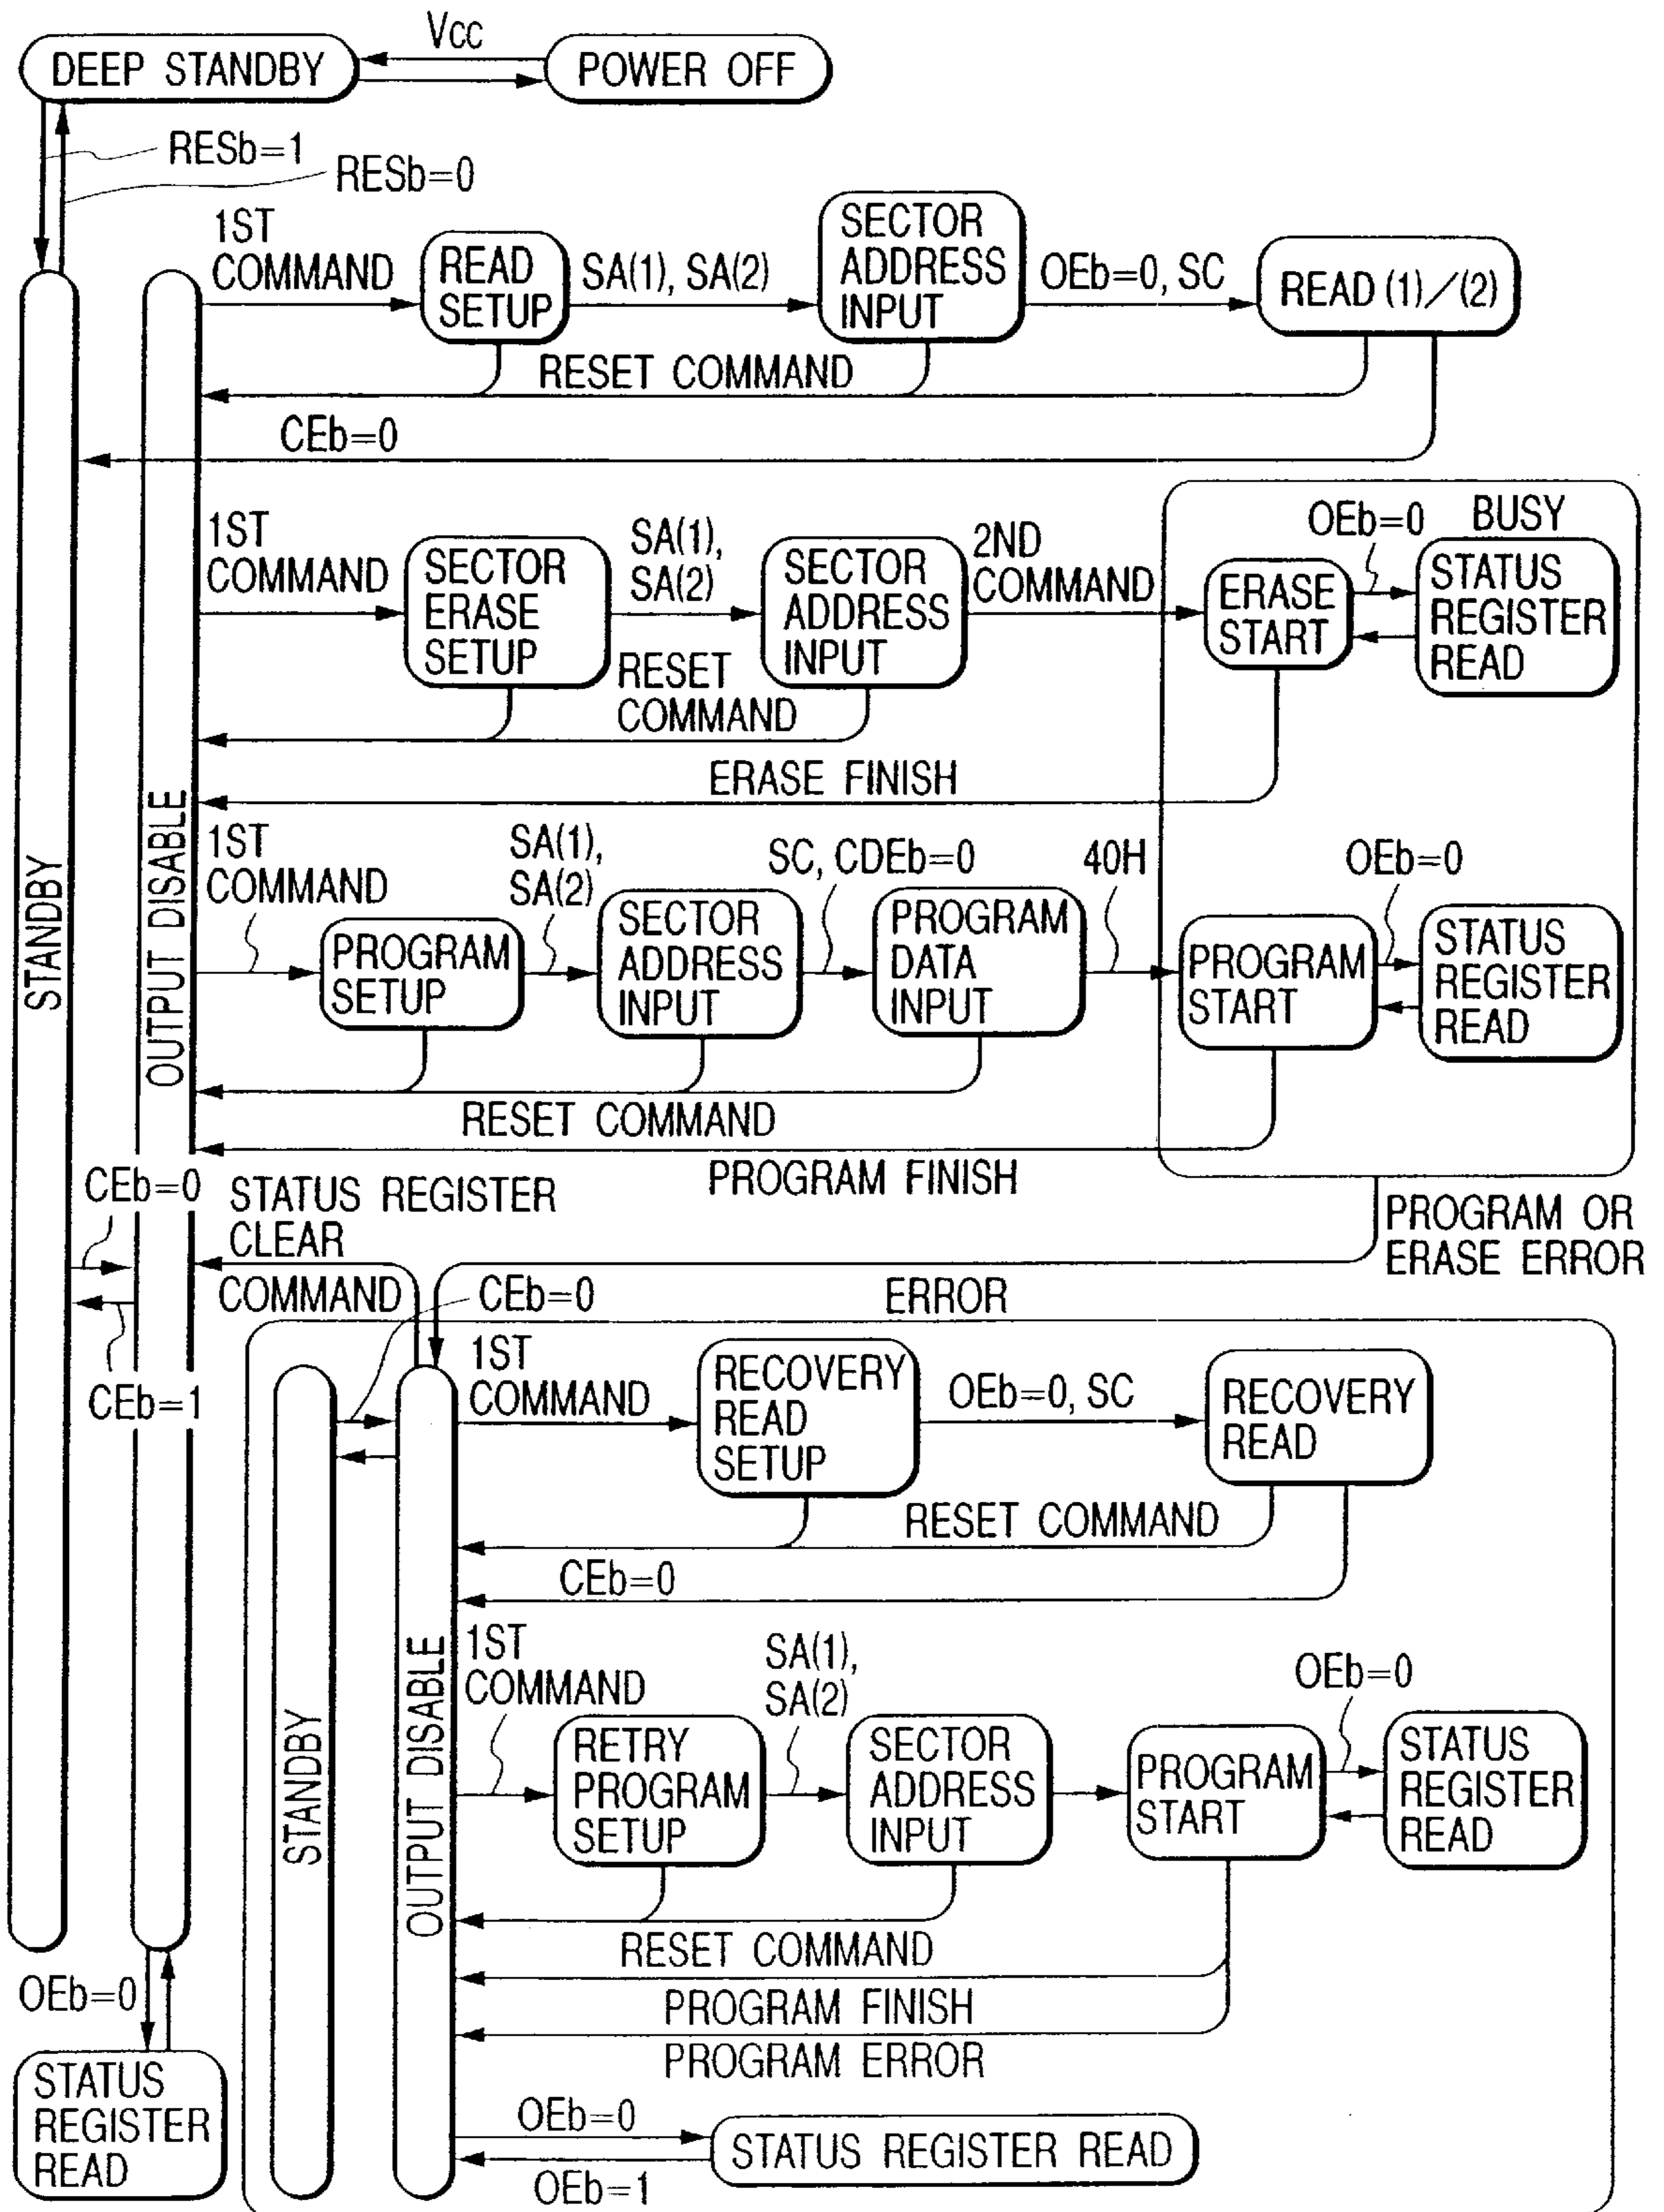 Vcc
DEEP STANDBY
POWER OFF
RESb=1
RESb=0
1ST
COMMAND
READ
SETUP
SA(1), SA(2)
SECTOR
ADDRESS
INPUT
OEb=0, SC
READ (1)/(2)
RESET COMMAND
CEb=0
1ST
COMMAND
SECTOR
ERASE
SETUP
SA(1),
SA(2)
SECTOR
ADDRESS
INPUT
2ND
COMMAND
OEb=0
BUSY
ERASE
START
STATUS
REGISTER
READ
RESET
COMMAND
ERASE FINISH
STANDBY
OUTPUT DISABLE
1ST
COMMAND
PROGRAM
SETUP
SA(1),
SA(2)
SECTOR
ADDRESS
INPUT
SC, CDEb=0
PROGRAM
DATA
INPUT
40H
PROGRAM
START
OEb=0
STATUS
REGISTER
READ
RESET COMMAND
PROGRAM FINISH
CEb=0
STATUS REGISTER
CLEAR
COMMAND
PROGRAM OR
ERASE ERROR
CEb=0
ERROR
CEb=1
1ST
COMMAND
RECOVERY
READ
SETUP
OEb=0, SC
RECOVERY
READ
RESET COMMAND
CEb=0
STANDBY
OUTPUT DISABLE
1ST
COMMAND
RETRY
PROGRAM
SETUP
SA(1),
SA(2)
SECTOR
ADDRESS
INPUT
PROGRAM
START
OEb=0
STATUS
REGISTER
READ
RESET COMMAND
PROGRAM FINISH
PROGRAM ERROR
OEb=0
STATUS
REGISTER
READ
OEb=0
STATUS REGISTER READ
OEb=1